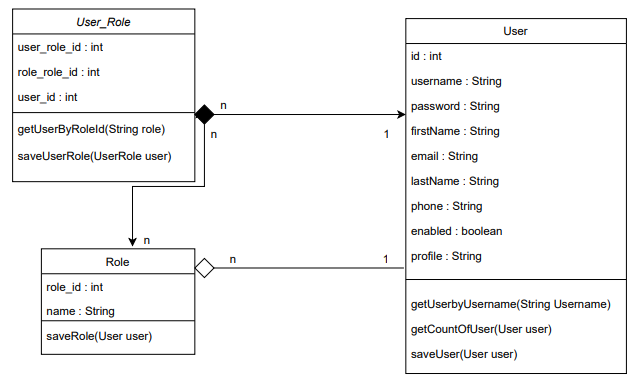 User_Role
user_role_id : int
role_role_id : int
user_id : int
getUserByRoleId(String role)
saveUserRole(UserRole user)
n
1
n
n
User
id : int
username : String
password : String
firstName : String
email : String
lastName : String
phone : String
enabled : boolean
profile : String
getUserbyUsername(String Username)
getCountOfUser(User user)
saveUser(User user)
Role
role_id : int
name : String
saveRole(User user)
n
1